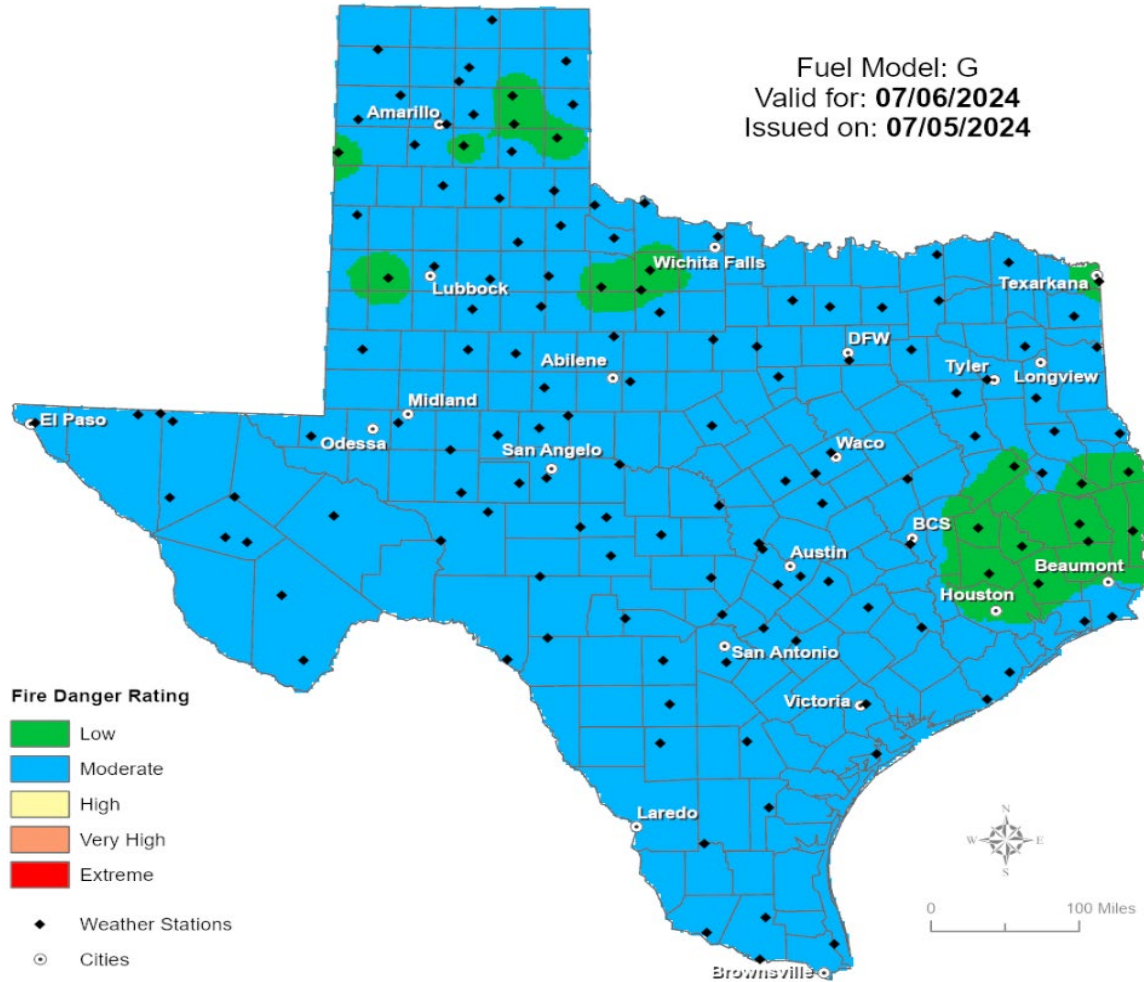 Fuel Model: G
Valid for: 07/06/2024
Issued on: 07/05/2024
Amarillo
Wichita Falls
Lubbock
Texarkana
DFW
Abilene
Tyler
Longview
Midland
El Paso
Odessa
San Angelo
Waco
BCS
Austin
Beaumont
Houston
San Antonio
Victoria
Laredo
Brownsville
Fire Danger Rating
Low
Moderate
High
Very High
Extreme
Weather Stations
Cities
N
W E
S
0 100 Miles